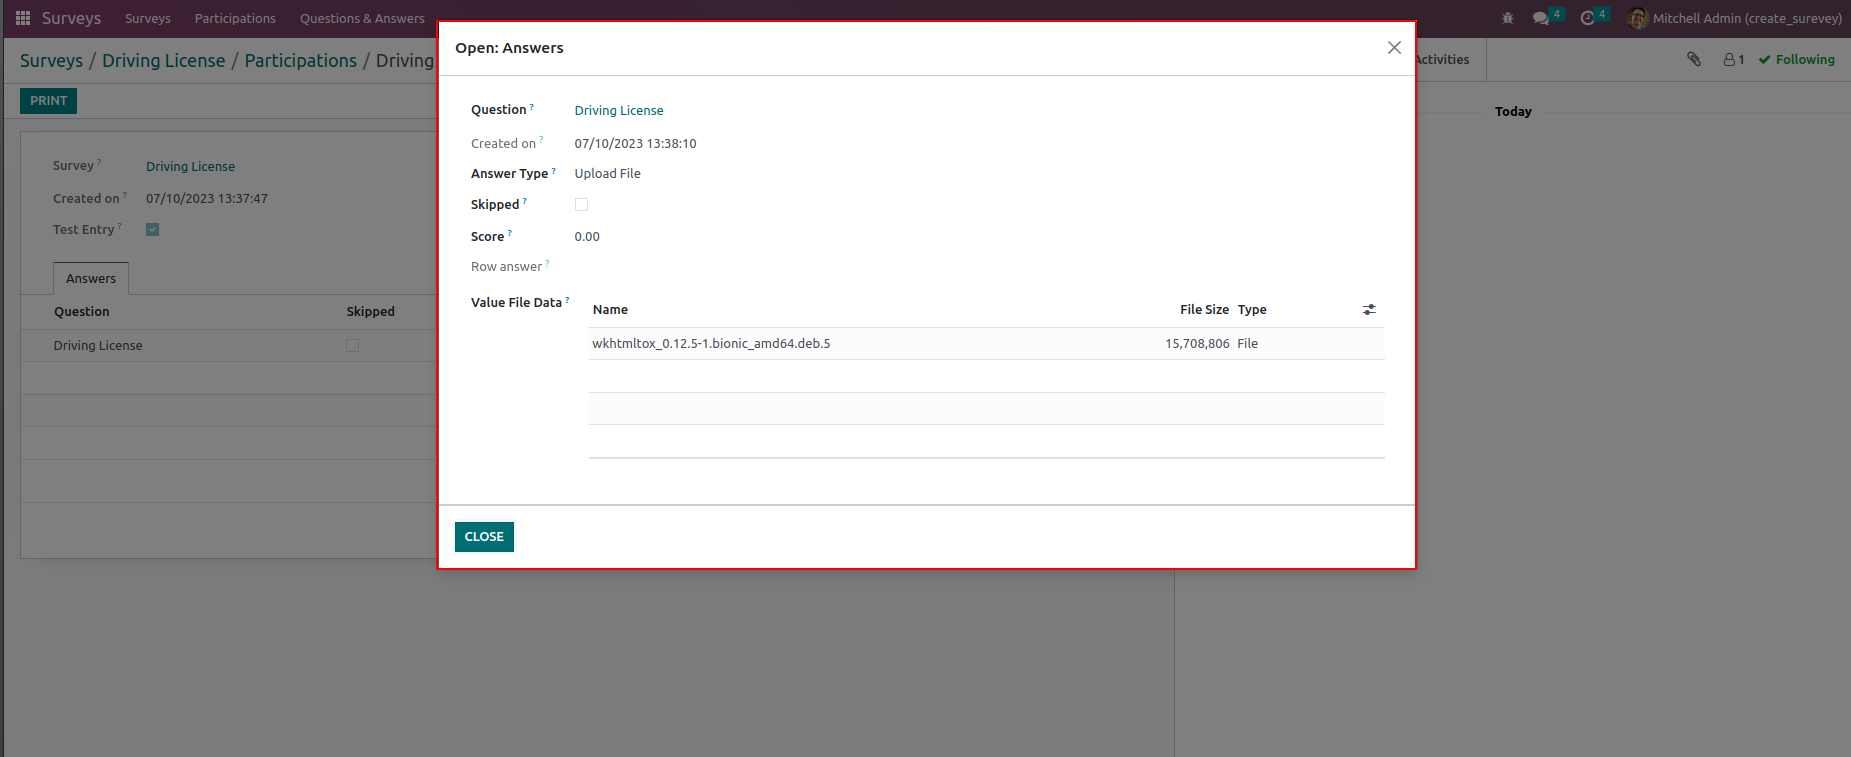 Surveys Surveys Participations Questions & Answers 4 4 Mitchell Admin (create_surevey)
Surveys / Driving License / Participations / Driving
Activities 1 Following
PRINT
Today
Survey ? Driving License
Created on ? 07/10/2023 13:37:47
Test Entry ?
Answers
Question Skipped
Driving License
Open: Answers
Question ? Driving License
Created on ? 07/10/2023 13:38:10
Answer Type ? Upload File
Skipped ?
Score ? 0.00
Row answer ?
Value File Data ?
Name File Size Type
wkhtmltox_0.12.5-1.bionic_amd64.deb.5 15,708,806 File
CLOSE